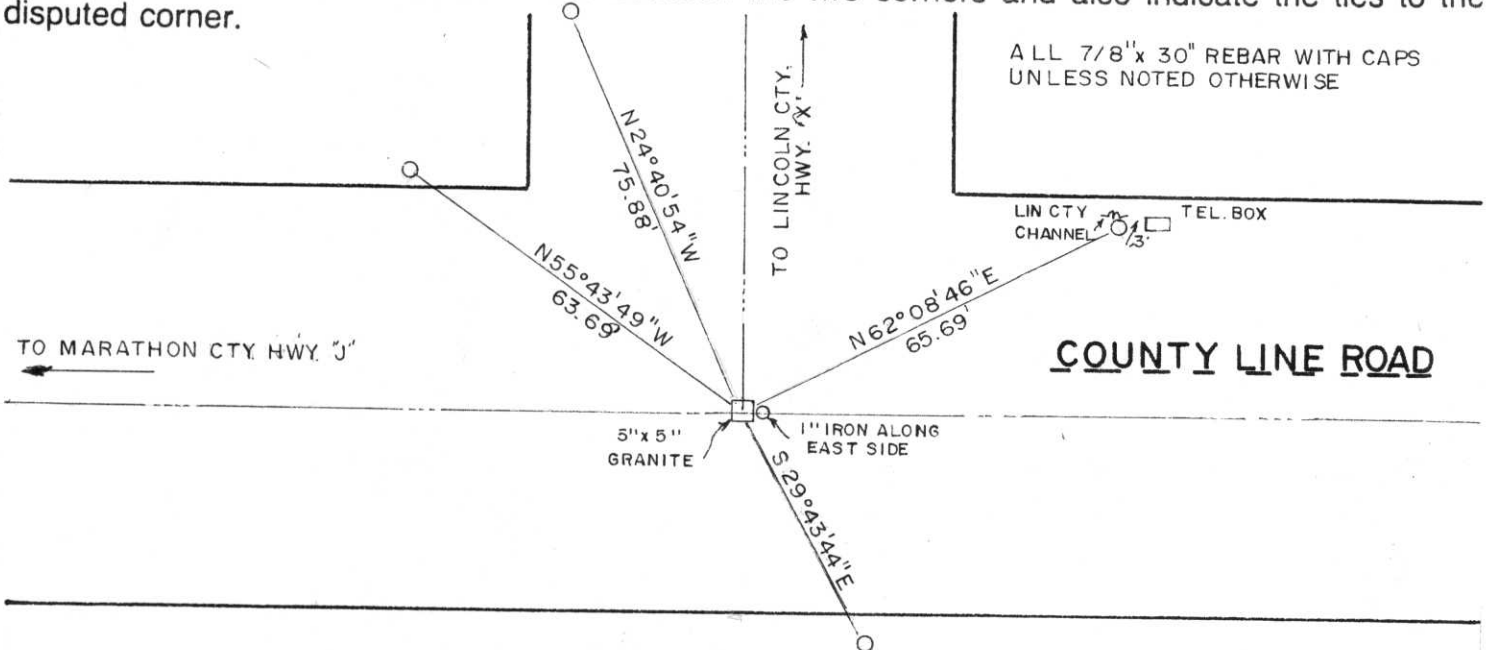 disputed corner.
ALL 7/8"x 30" REBAR WITH CAPS
UNLESS NOTED OTHERWISE
TO LINCOLN CTY.
HWY. "X"
N24°40'54"W
75.88'
N55°43'49"W
63.69'
LIN CTY
CHANNEL
TEL. BOX
N62°08'46"E
65.69'
TO MARATHON CTY. HWY. "J"
COUNTY LINE ROAD
5"x 5"
GRANITE
1" IRON ALONG
EAST SIDE
S 29°43'44"E